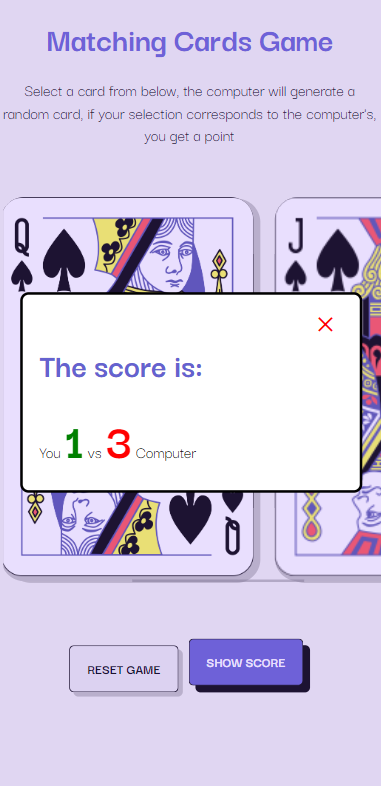 Matching Cards Game
Select a card from below, the computer will generate a
random card, if your selection corresponds to the computer's,
you get a point
Q
J
The score is:
You 1 vs 3 Computer
Q
RESET GAME
SHOW SCORE